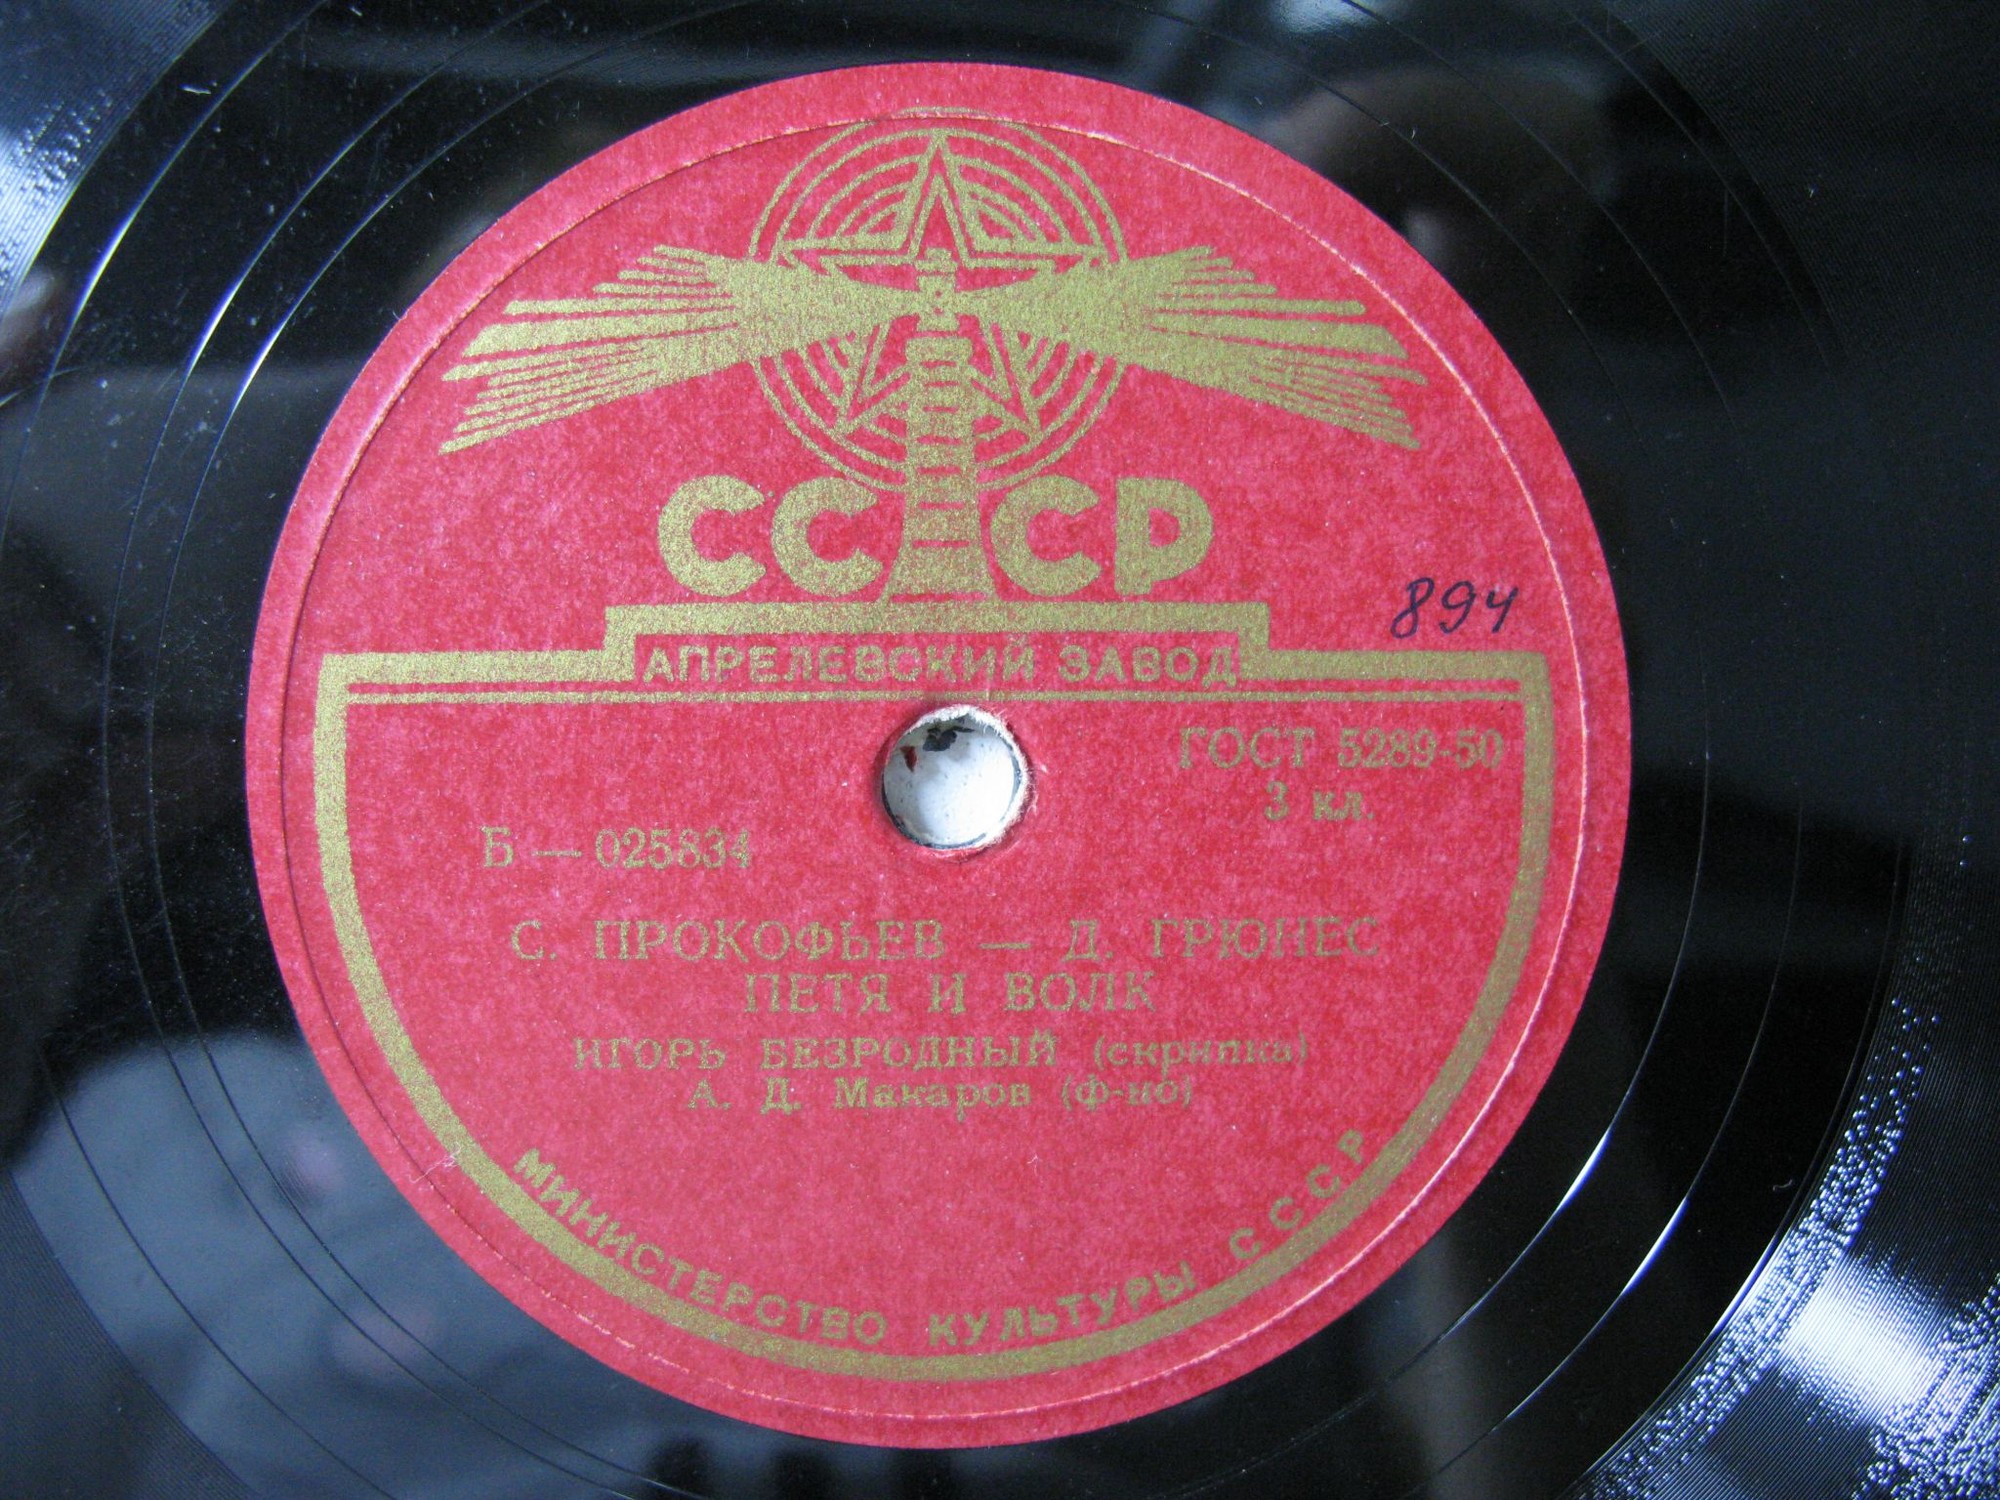 СССР
894
АПРЕЛЕВСКИЙ ЗАВОД
ГОСТ 5289-50
3 кл.
Б — 025834
С. ПРОКОФЬЕВ — Д. ГРЮНЕС
ПЕТЯ И ВОЛК
ИГОРЬ БЕЗРОДНЫЙ (скрипка)
А. Д. Макаров (ф-но)
МИНИСТЕРСТВО КУЛЬТУРЫ СССР